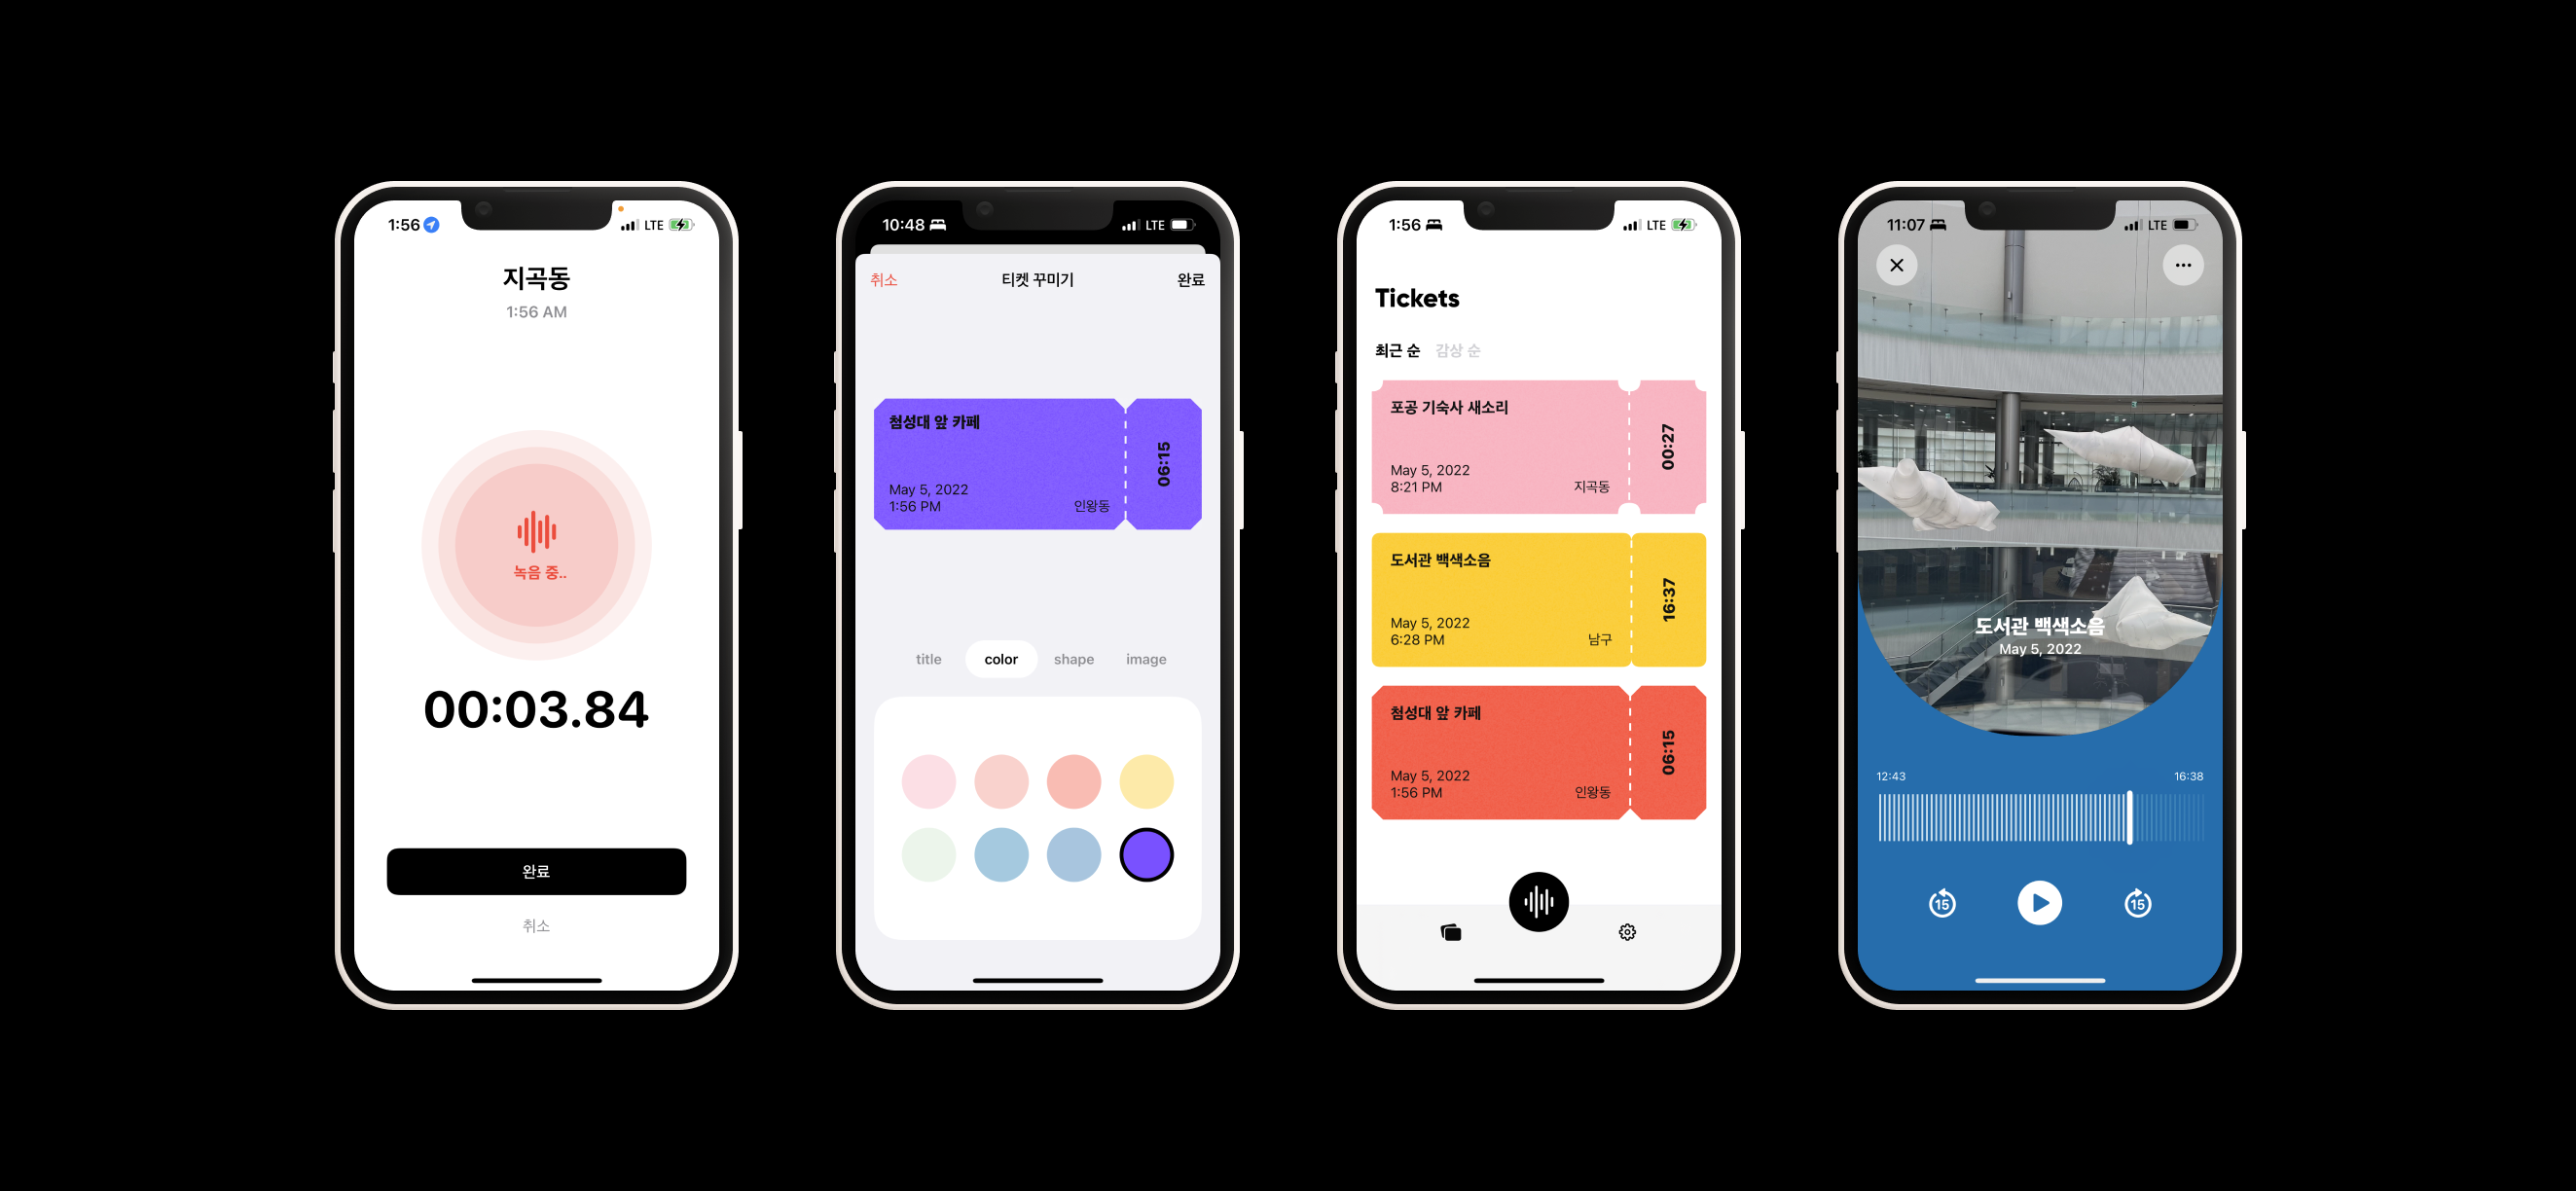 1:56
LTE
지곡동
1:56 AM
녹음 중..
00:03.84
완료
취소
10:48
LTE
취소
티켓 꾸미기
완료
첨성대 앞 카페
06:15
May 5, 2022
1:56 PM
인왕동
title
color
shape
image
1:56
LTE
Tickets
최근 순
감상 순
포공 기숙사 새소리
00:27
May 5, 2022
8:21 PM
지곡동
도서관 백색소음
16:37
May 5, 2022
6:28 PM
남구
첨성대 앞 카페
06:15
May 5, 2022
1:56 PM
인왕동
11:07
LTE
도서관 백색소음
May 5, 2022
12:43
16:38
15
15